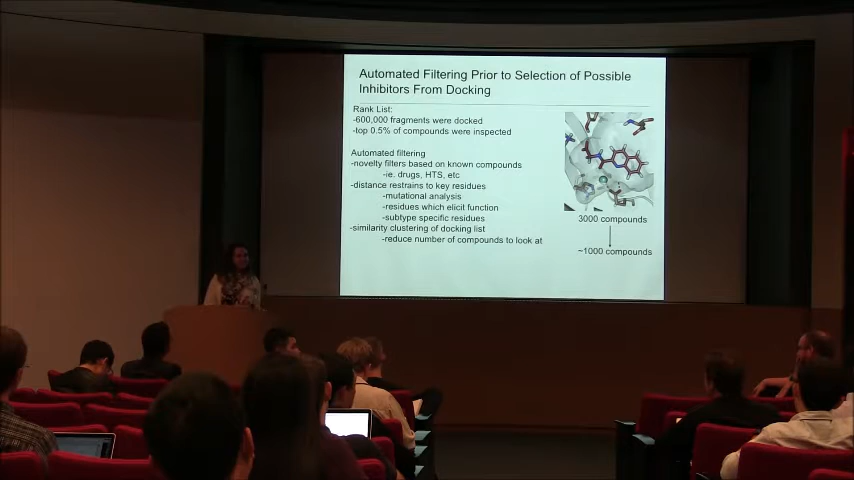 Automated Filtering Prior to Selection of Possible
Inhibitors From Docking
Rank List:
-600,000 fragments were docked
-top 0.5% of compounds were inspected
Automated filtering
-novelty filters based on known compounds
-ie. drugs, HTS, etc
-distance restrains to key residues
-mutational analysis
-residues which elicit function
-subtype specific residues
-similarity clustering of docking list
-reduce number of compounds to look at
3000 compounds
~1000 compounds